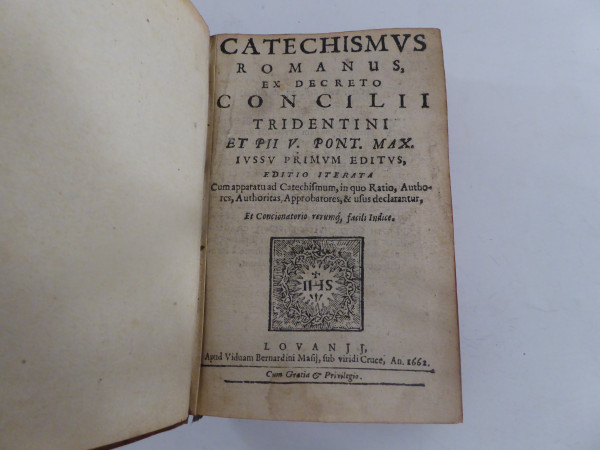 CATECHISMVS
ROMANUS,
EX DECRETO
CONCILII
TRIDENTINI
ET PII V. PONT. MAX.
IVSSV PRIMVM EDITVS,
EDITIO ITERATA
Cum apparatu ad Catechiſmum, in quo Ratio, Autho-
res, Authoritas, Approbatores, & uſus declarantur,
Et Concionatorio rerumq́, facili Indice.
IHS
LOVANIJ,
Apud Viduam Bernardini Maſij, ſub viridi Cruce, An. 1662.
Cum Gratia & Privilegio.